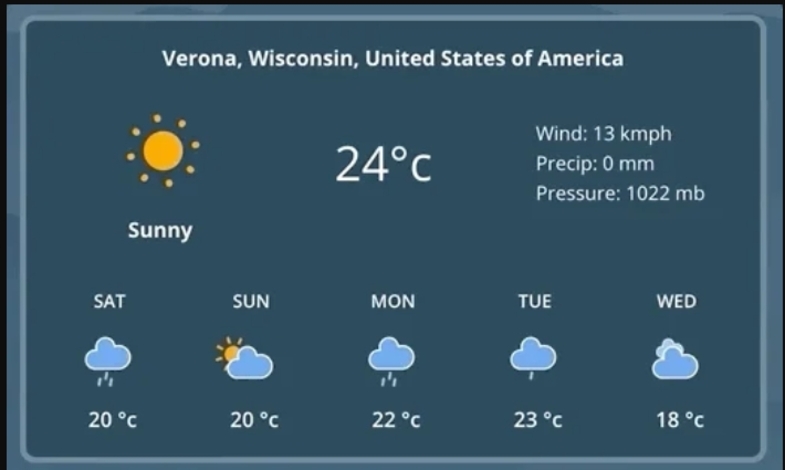 Verona, Wisconsin, United States of America
24°c
Wind: 13 kmph
Precip: 0 mm
Pressure: 1022 mb
Sunny
SAT SUN MON TUE WED
20 °c 20 °c 22 °c 23 °c 18 °c